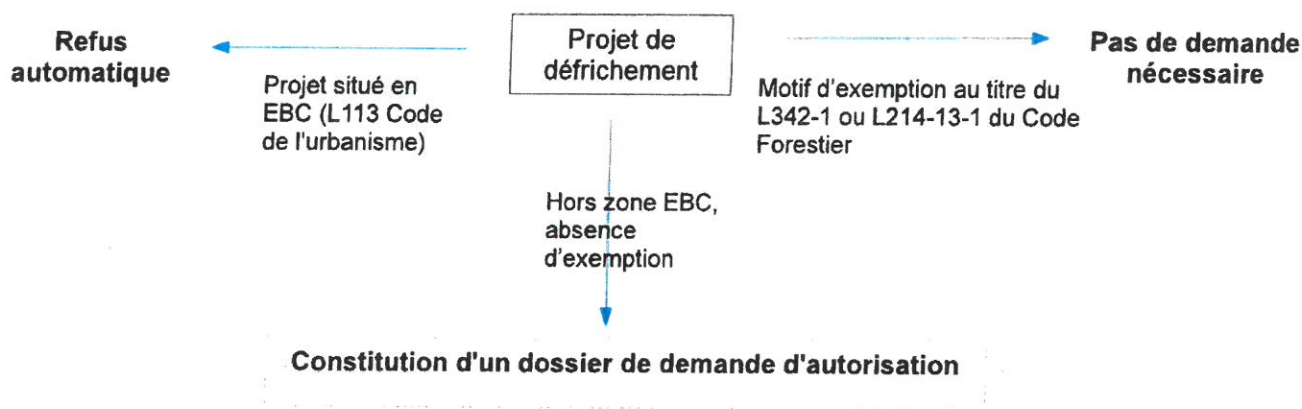 Refus
automatique
Projet situé en
EBC (L113 Code
de l'urbanisme)
Projet de
défrichement
Motif d'exemption au titre du
L342-1 ou L214-13-1 du Code
Forestier
Pas de demande
nécessaire
Hors zone EBC,
absence
d'exemption
Constitution d'un dossier de demande d'autorisation